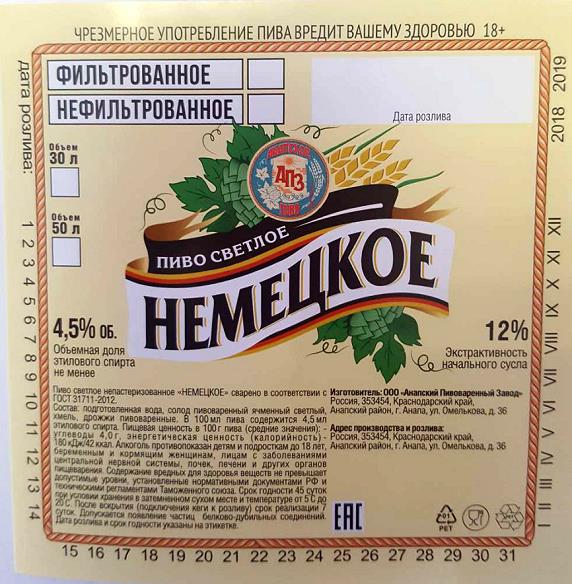 ЧРЕЗМЕРНОЕ УПОТРЕБЛЕНИЕ ПИВА ВРЕДИТ ВАШЕМУ ЗДОРОВЬЮ 18+
ФИЛЬТРОВАННОЕ
НЕФИЛЬТРОВАННОЕ
Дата розлива
дата розлива:
Объем
30 л
Объем
50 л
АПЗ
ПИВО СВЕТЛОЕ
НЕМЕЦКОЕ
4,5% ОБ.
Объемная доля
этилового спирта
не менее
12%
Экстрактивность
начального сусла
Пиво светлое непастеризованное «НЕМЕЦКОЕ» сварено в соответствии с
ГОСТ 31711-2012.
Состав: подготовленная вода, солод пивоваренный ячменный светлый,
хмель, дрожжи пивоваренные. В 100 мл пива содержится 4,5 мл
этилового спирта. Пищевая ценность в 100г пива (средние значения): -
углеводы 4,0 г, энергетическая ценность (калорийность) -
180 кДж/42 ккал. Алкоголь противопоказан детям и подросткам до 18 лет,
беременным и кормящим женщинам, лицам с заболеваниями
центральной нервной системы, почек, печени и других органов
пищеварения. Содержание вредных для здоровья веществ не превышает
допустимые уровни, установленные нормативными документами РФ и
техническими регламентами Таможенного союза. Срок годности 45 суток
при условии хранения в затемненном сухом месте и температуре от 5 С до
20 С. После вскрытия (подключения кеги к розливу) срок реализации 7
суток. Допускается появление частиц белково-дубильных соединений.
Дата розлива и срок годности указаны на этикетке.
Изготовитель: ООО «Анапский Пивоваренный Завод»
Россия, 353454, Краснодарский край,
Анапский район, г. Анапа, ул. Омелькова, д. 36
Адрес производства и розлива:
Россия, 353454, Краснодарский край,
Анапский район, г. Анапа, ул. Омелькова, д. 36
EAC
01
PET
1 2 3 4 5 6 7 8 9 10 11 12 13 14
15 16 17 18 19 20 21 22 23 24 25 26 27 28 29 30 31
I II III IV V VI VII VIII IX X XI XII
2018 2019